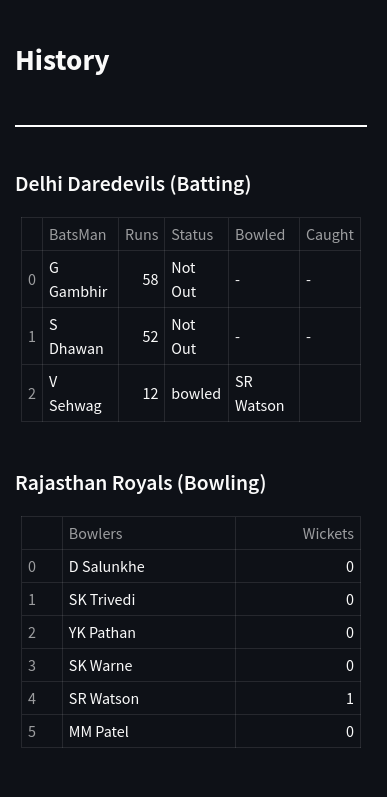 History
Delhi Daredevils (Batting)
BatsMan Runs Status Bowled Caught
0 G Gambhir 58 Not Out - -
1 S Dhawan 52 Not Out - -
2 V Sehwag 12 bowled SR Watson
Rajasthan Royals (Bowling)
Bowlers Wickets
0 D Salunkhe 0
1 SK Trivedi 0
2 YK Pathan 0
3 SK Warne 0
4 SR Watson 1
5 MM Patel 0